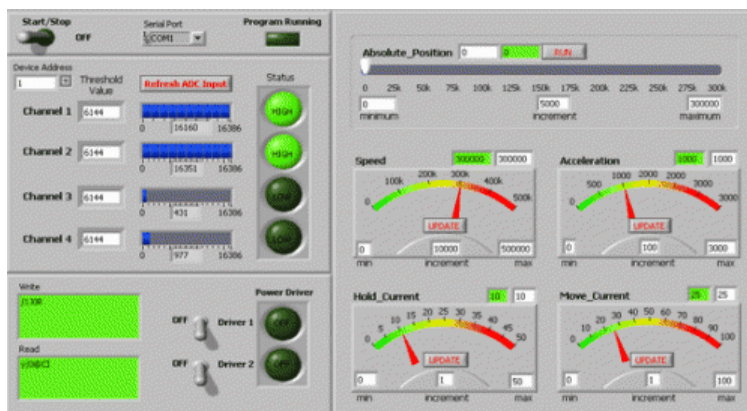 Start/Stop
OFF
Serial Port
COM1
Program Running
Device Address
1
Threshold
Value
Refresh ADC Input
Status
Channel 1
6144
0
16160
16386
HIGH
Channel 2
6144
0
16351
16386
HIGH
Channel 3
6144
0
431
16386
LOW
Channel 4
6144
0
977
16386
LOW
Write
Read
OFF
Driver 1
OFF
Driver 2
Power Driver
OFF
OFF
Absolute_Position
0
0
RUN
0 25k 50k 75k 100k 125k 150k 175k 200k 225k 250k 275k 300k
0
minimum
5000
increment
300000
maximum
Speed
300000
300000
0 100k 200k 300k 400k 500k
UPDATE
0
min
10000
increment
500000
max
Acceleration
1000
1000
0 500 1000 2000 2000 3000 3000
UPDATE
0
min
100
increment
3000
max
Hold_Current
10
10
0 5 10 15 20 25 30 35 40 45 50
UPDATE
0
min
1
increment
50
max
Move_Current
25
25
0 10 20 30 40 50 60 70 80 90 100
UPDATE
0
min
1
increment
100
max